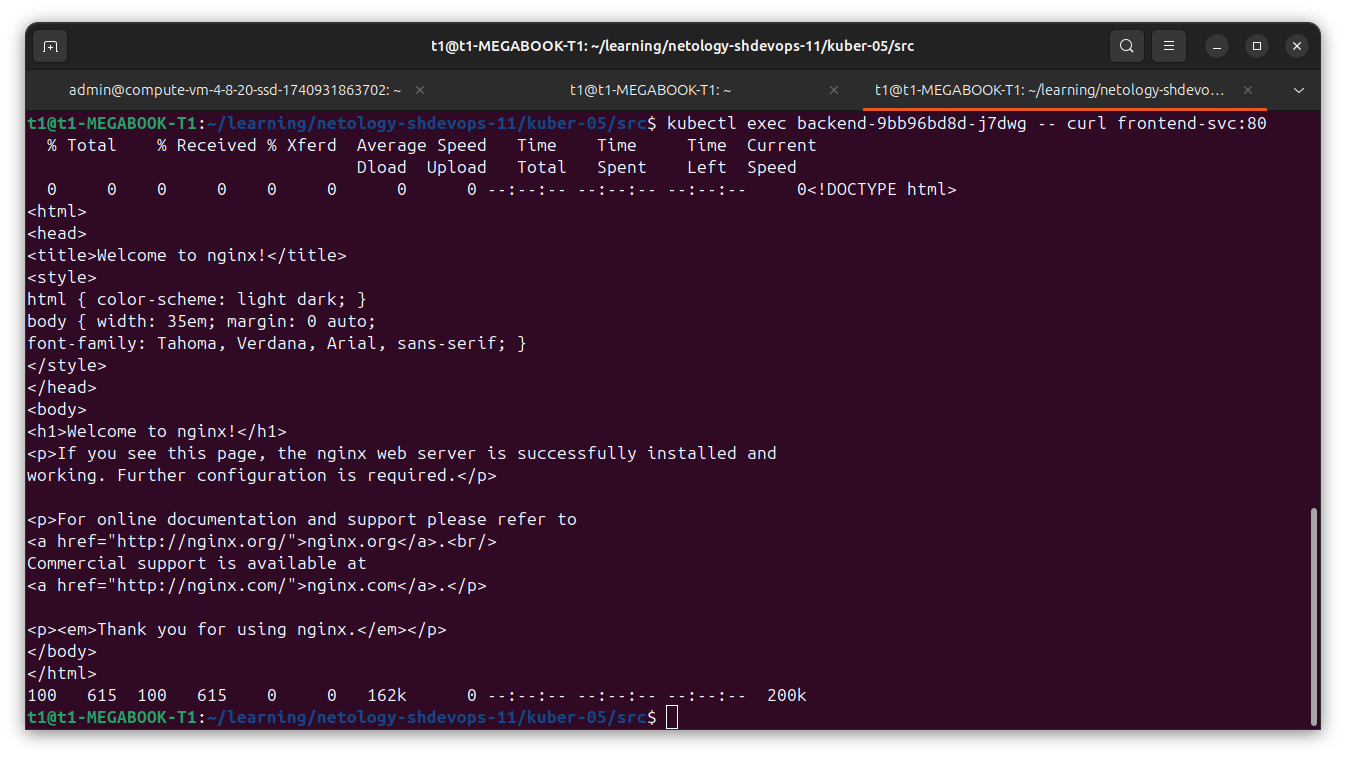 t1@t1-MEGABOOK-T1: ~/learning/netology-shdevops-11/kuber-05/src
admin@compute-vm-4-8-20-ssd-1740931863702: ~
t1@t1-MEGABOOK-T1: ~
t1@t1-MEGABOOK-T1: ~/learning/netology-shdevo...
t1@t1-MEGABOOK-T1:~/learning/netology-shdevops-11/kuber-05/src$ kubectl exec backend-9bb96bd8d-j7dwg -- curl frontend-svc:80
  % Total    % Received % Xferd  Average Speed   Time    Time     Time  Current
                                 Dload  Upload   Total   Spent    Left  Speed
  0     0    0     0    0     0      0      0 --:--:-- --:--:-- --:--:--     0<!DOCTYPE html>
<html>
<head>
<title>Welcome to nginx!</title>
<style>
html { color-scheme: light dark; }
body { width: 35em; margin: 0 auto;
font-family: Tahoma, Verdana, Arial, sans-serif; }
</style>
</head>
<body>
<h1>Welcome to nginx!</h1>
<p>If you see this page, the nginx web server is successfully installed and
working. Further configuration is required.</p>

<p>For online documentation and support please refer to
<a href="http://nginx.org/">nginx.org</a>.<br/>
Commercial support is available at
<a href="http://nginx.com/">nginx.com</a>.</p>

<p><em>Thank you for using nginx.</em></p>
</body>
</html>
100   615  100   615    0     0   162k      0 --:--:-- --:--:-- --:--:--  200k
t1@t1-MEGABOOK-T1:~/learning/netology-shdevops-11/kuber-05/src$